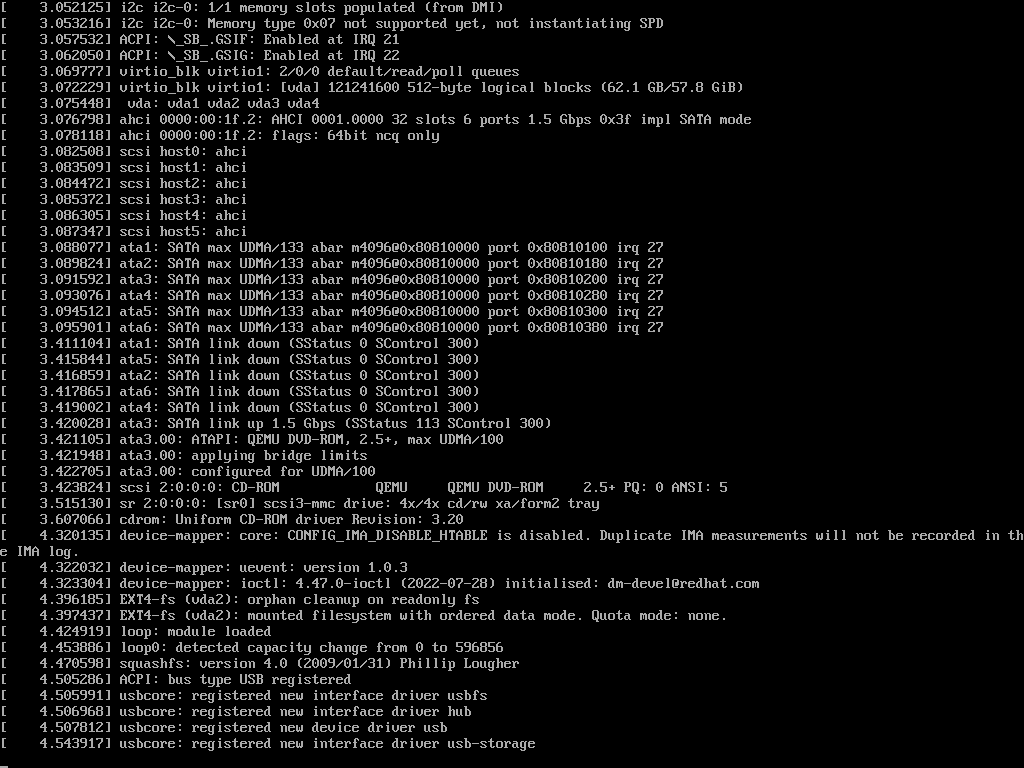 [    3.052125] i2c i2c-0: 1/1 memory slots populated (from DMI)
[    3.053216] i2c i2c-0: Memory type 0x07 not supported yet, not instantiating SPD
[    3.057532] ACPI: \_SB_.GSIF: Enabled at IRQ 21
[    3.062050] ACPI: \_SB_.GSIG: Enabled at IRQ 22
[    3.069777] virtio_blk virtio1: 2/0/0 default/read/poll queues
[    3.072229] virtio_blk virtio1: [vda] 121241600 512-byte logical blocks (62.1 GB/57.8 GiB)
[    3.075448]  vda: vda1 vda2 vda3 vda4
[    3.076798] ahci 0000:00:1f.2: AHCI 0001.0000 32 slots 6 ports 1.5 Gbps 0x3f impl SATA mode
[    3.078118] ahci 0000:00:1f.2: flags: 64bit ncq only
[    3.082508] scsi host0: ahci
[    3.083509] scsi host1: ahci
[    3.084472] scsi host2: ahci
[    3.085372] scsi host3: ahci
[    3.086305] scsi host4: ahci
[    3.087347] scsi host5: ahci
[    3.088077] ata1: SATA max UDMA/133 abar m4096@0x80810000 port 0x80810100 irq 27
[    3.089824] ata2: SATA max UDMA/133 abar m4096@0x80810000 port 0x80810180 irq 27
[    3.091592] ata3: SATA max UDMA/133 abar m4096@0x80810000 port 0x80810200 irq 27
[    3.093076] ata4: SATA max UDMA/133 abar m4096@0x80810000 port 0x80810280 irq 27
[    3.094512] ata5: SATA max UDMA/133 abar m4096@0x80810000 port 0x80810300 irq 27
[    3.095901] ata6: SATA max UDMA/133 abar m4096@0x80810000 port 0x80810380 irq 27
[    3.411104] ata1: SATA link down (SStatus 0 SControl 300)
[    3.415844] ata5: SATA link down (SStatus 0 SControl 300)
[    3.416859] ata2: SATA link down (SStatus 0 SControl 300)
[    3.417865] ata6: SATA link down (SStatus 0 SControl 300)
[    3.419002] ata4: SATA link down (SStatus 0 SControl 300)
[    3.420028] ata3: SATA link up 1.5 Gbps (SStatus 113 SControl 300)
[    3.421105] ata3.00: ATAPI: QEMU DVD-ROM, 2.5+, max UDMA/100
[    3.421948] ata3.00: applying bridge limits
[    3.422705] ata3.00: configured for UDMA/100
[    3.423824] scsi 2:0:0:0: CD-ROM            QEMU     QEMU DVD-ROM     2.5+ PQ: 0 ANSI: 5
[    3.515130] sr 2:0:0:0: [sr0] scsi3-mmc drive: 4x/4x cd/rw xa/form2 tray
[    3.607066] cdrom: Uniform CD-ROM driver Revision: 3.20
[    4.320135] device-mapper: core: CONFIG_IMA_DISABLE_HTABLE is disabled. Duplicate IMA measurements will not be recorded in th
e IMA log.
[    4.322032] device-mapper: uevent: version 1.0.3
[    4.323304] device-mapper: ioctl: 4.47.0-ioctl (2022-07-28) initialised: dm-devel@redhat.com
[    4.396185] EXT4-fs (vda2): orphan cleanup on readonly fs
[    4.397437] EXT4-fs (vda2): mounted filesystem with ordered data mode. Quota mode: none.
[    4.424919] loop: module loaded
[    4.453886] loop0: detected capacity change from 0 to 596856
[    4.470598] squashfs: version 4.0 (2009/01/31) Phillip Lougher
[    4.505286] ACPI: bus type USB registered
[    4.505991] usbcore: registered new interface driver usbfs
[    4.506968] usbcore: registered new interface driver hub
[    4.507812] usbcore: registered new device driver usb
[    4.543917] usbcore: registered new interface driver usb-storage